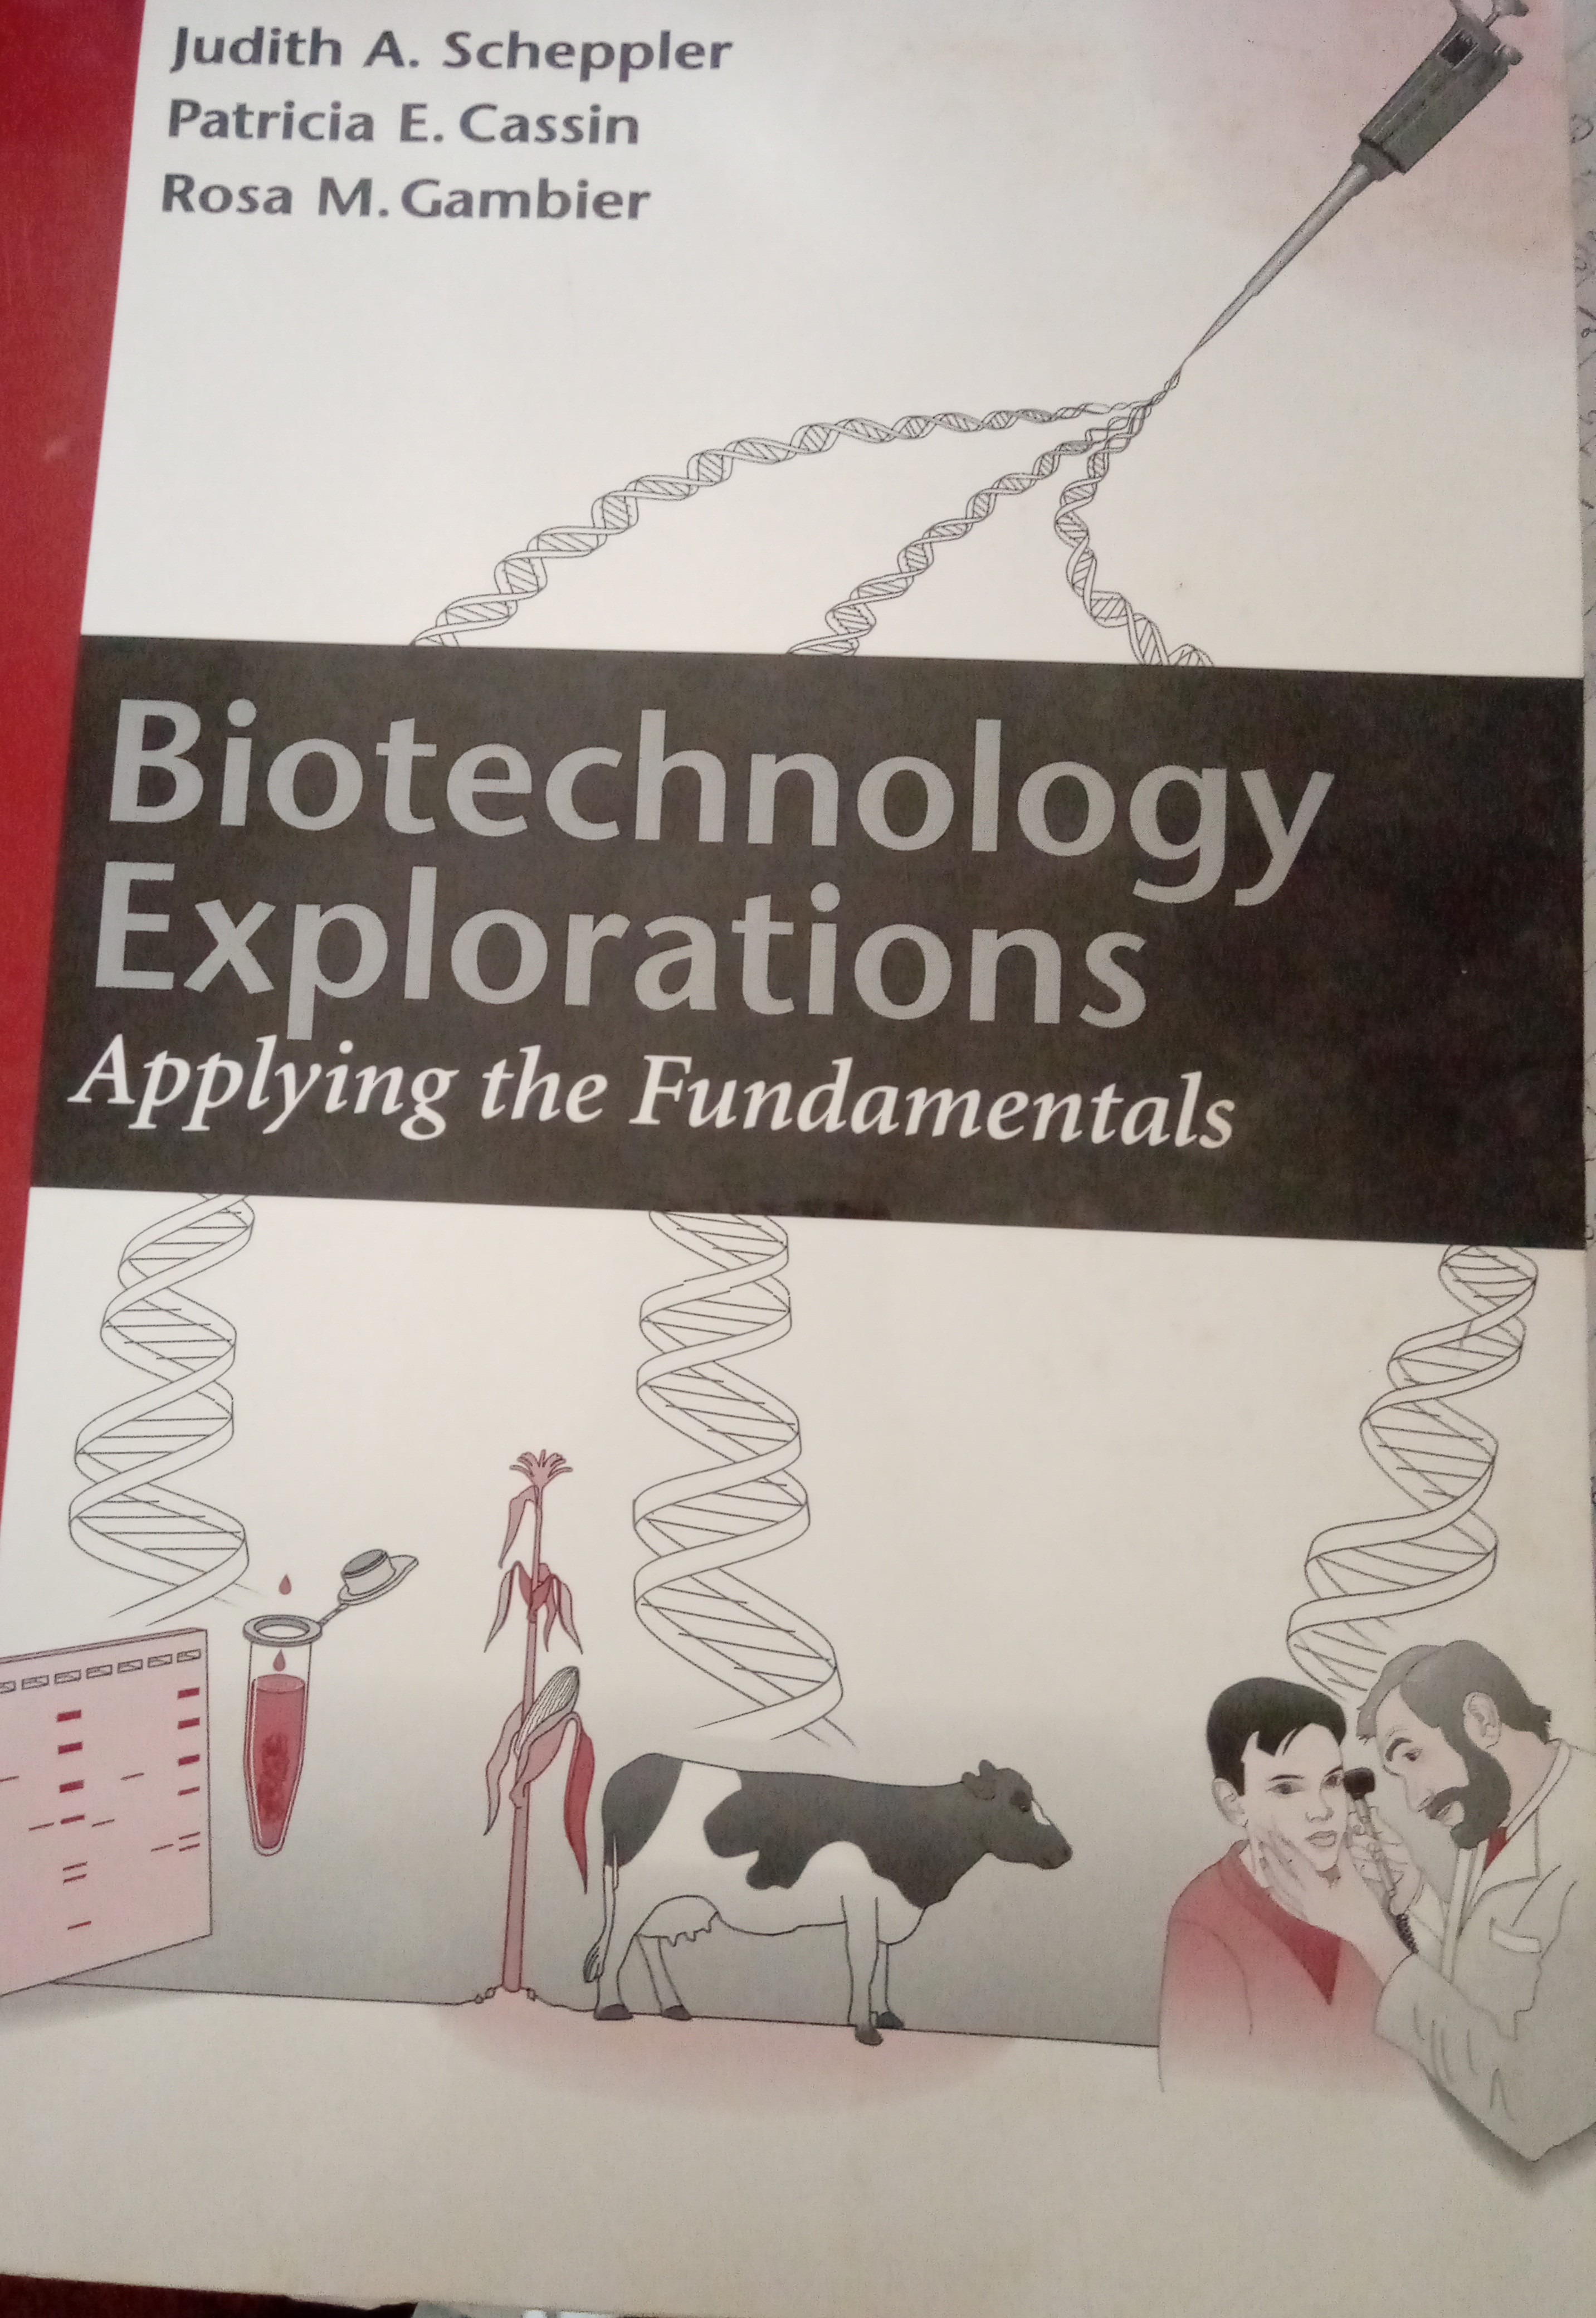 Judith A. Scheppler
Patricia E. Cassin
Rosa M. Gambier
Biotechnology
Explorations
Applying the Fundamentals